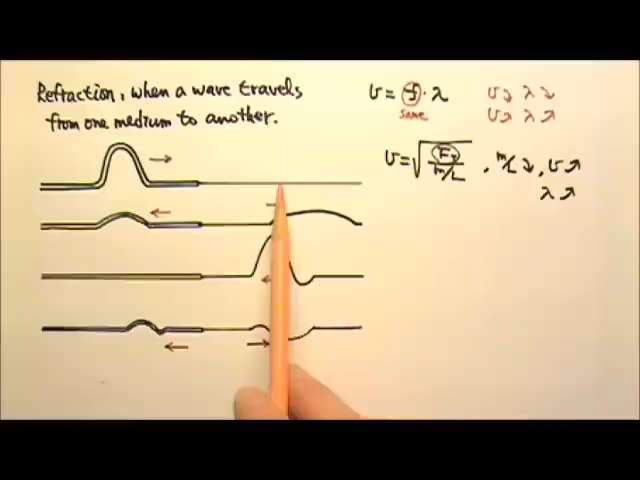 Refraction, when a wave travels
from one medium to another.
v = f · λ
same
v↘ λ↘
v↗ λ↗
v = √(F_T / m/L) , m/L ↘ , v↗
λ↗